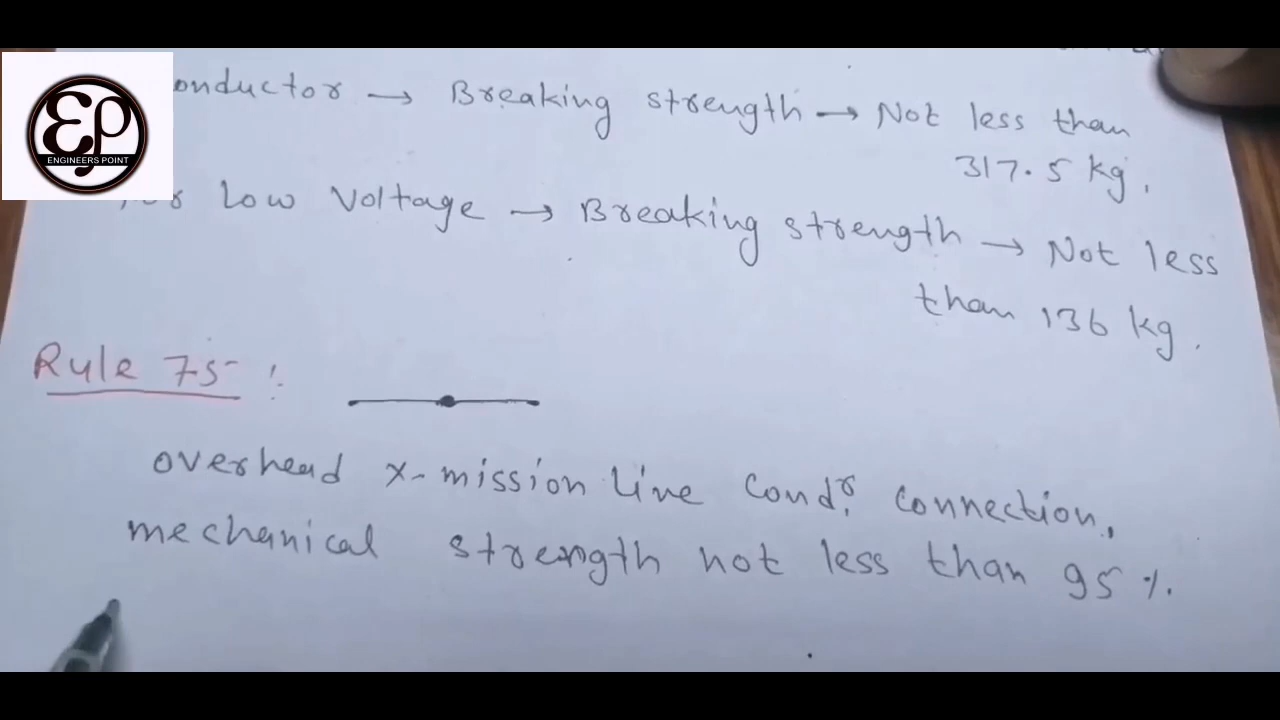 EP
ENGINEERS POINT
onductor → Breaking strength → Not less than
317.5 kg.
Low Voltage → Breaking strength → Not less
than 136 kg.
Rule 75 :
overhead x-mission Line Condr. connection,
mechanical strength not less than 95 %.